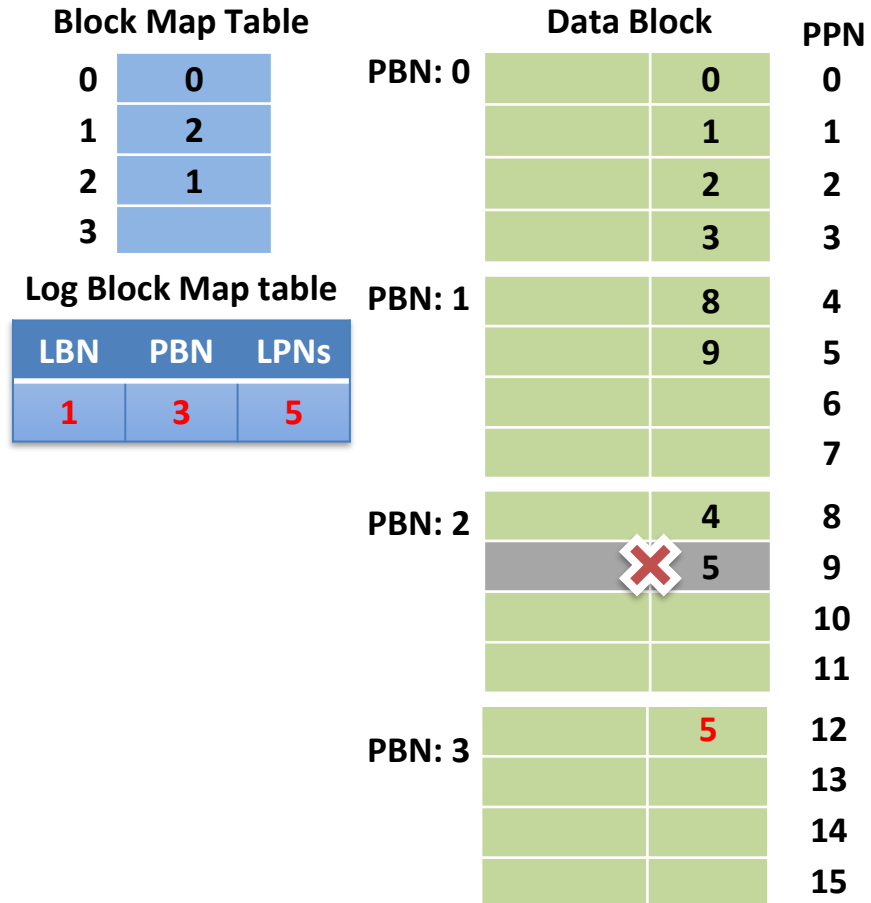 Block Map Table
0 0
1 2
2 1
3
Log Block Map table
LBN PBN LPNs
1 3 5
Data Block PPN
PBN: 0 0 0
1 1
2 2
3 3
PBN: 1 8 4
9 5
6
7
PBN: 2 4 8
5 9
10
11
PBN: 3 5 12
13
14
15